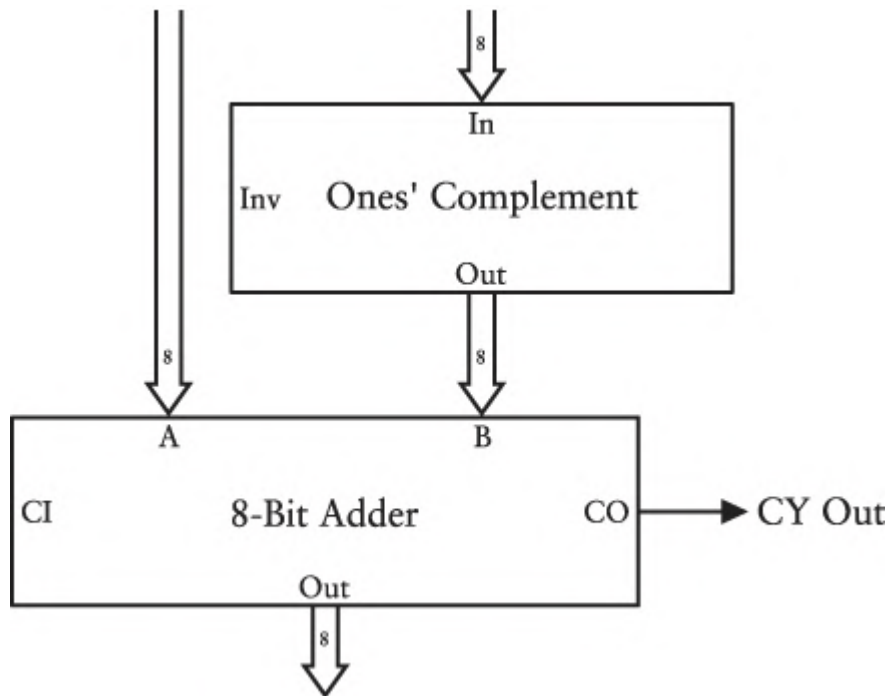 8
In
Inv
Ones' Complement
Out
8
8
A
B
CI
8-Bit Adder
CO
CY Out
Out
8